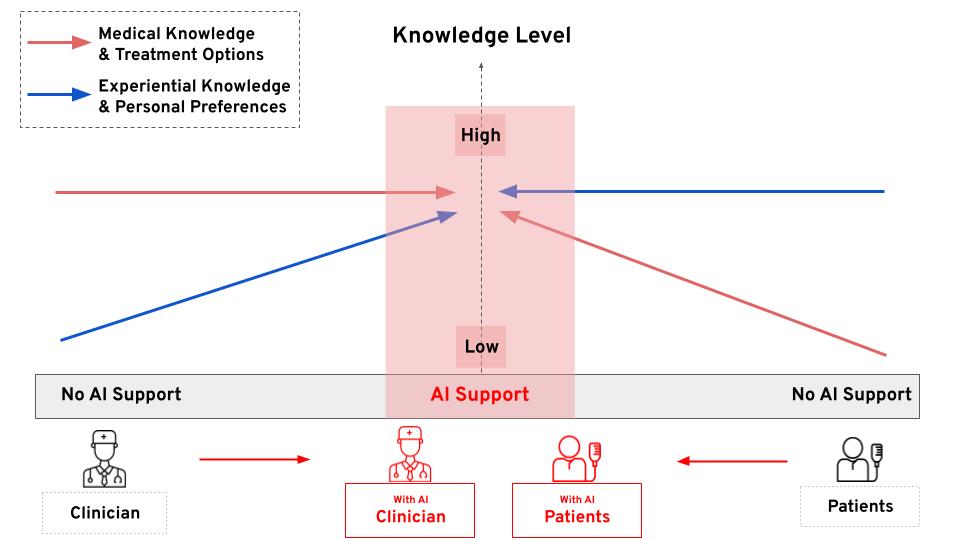 Medical Knowledge
& Treatment Options
Experiential Knowledge
& Personal Preferences
Knowledge Level
High
Low
No AI Support
AI Support
No AI Support
Clinician
With AI
Clinician
With AI
Patients
Patients